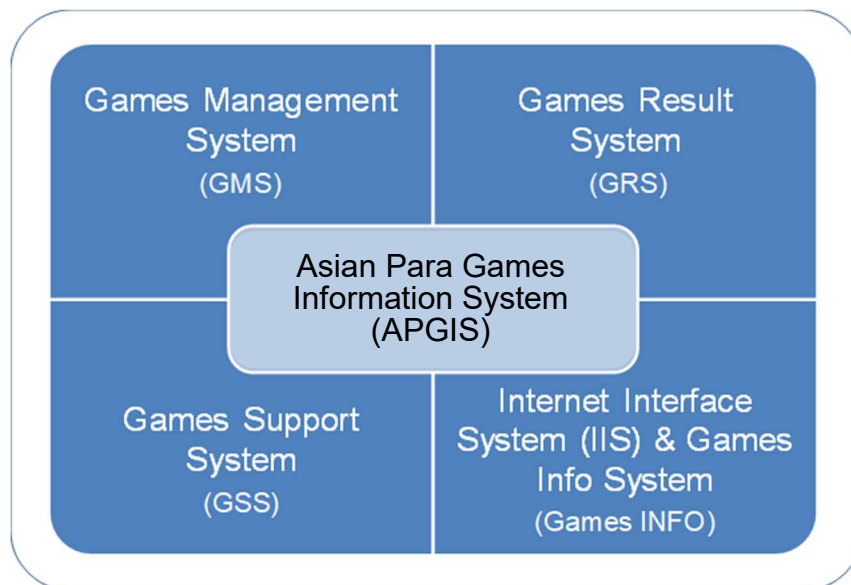 Games Management
System
(GMS)
Games Result
System
(GRS)
Asian Para Games
Information System
(APGIS)
Games Support
System
(GSS)
Internet Interface
System (IIS) & Games
Info System
(Games INFO)